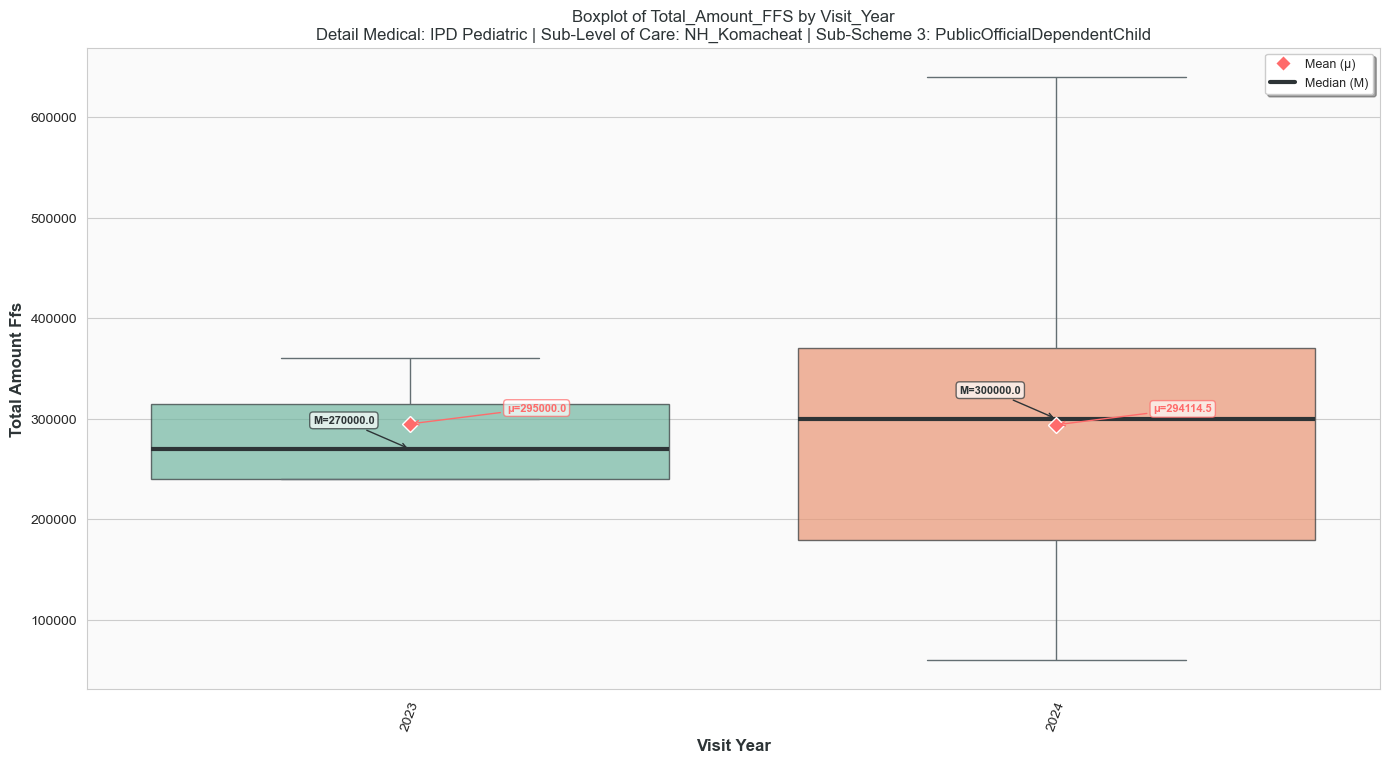 Boxplot of Total_Amount_FFS by Visit_Year
Detail Medical: IPD Pediatric | Sub-Level of Care: NH_Komacheat | Sub-Scheme 3: PublicOfficialDependentChild
Mean (μ)
Median (M)
Total Amount Ffs
600000
500000
400000
300000
200000
100000
M=270000.0
μ=295000.0
M=300000.0
μ=294114.5
2023
2024
Visit Year